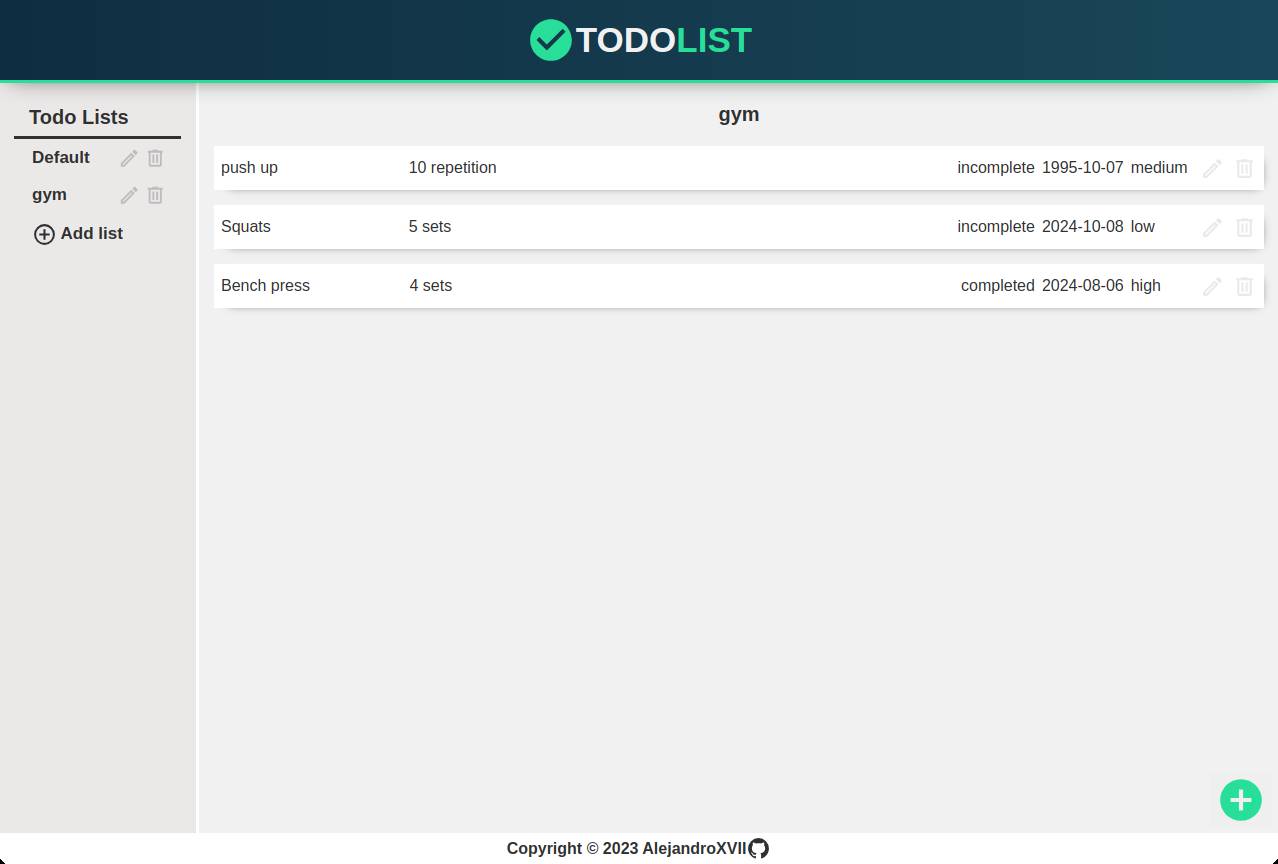 TODOLIST
Todo Lists
Default
gym
Add list
gym
push up 10 repetition incomplete 1995-10-07 medium
Squats 5 sets incomplete 2024-10-08 low
Bench press 4 sets completed 2024-08-06 high
Copyright © 2023 AlejandroXVII